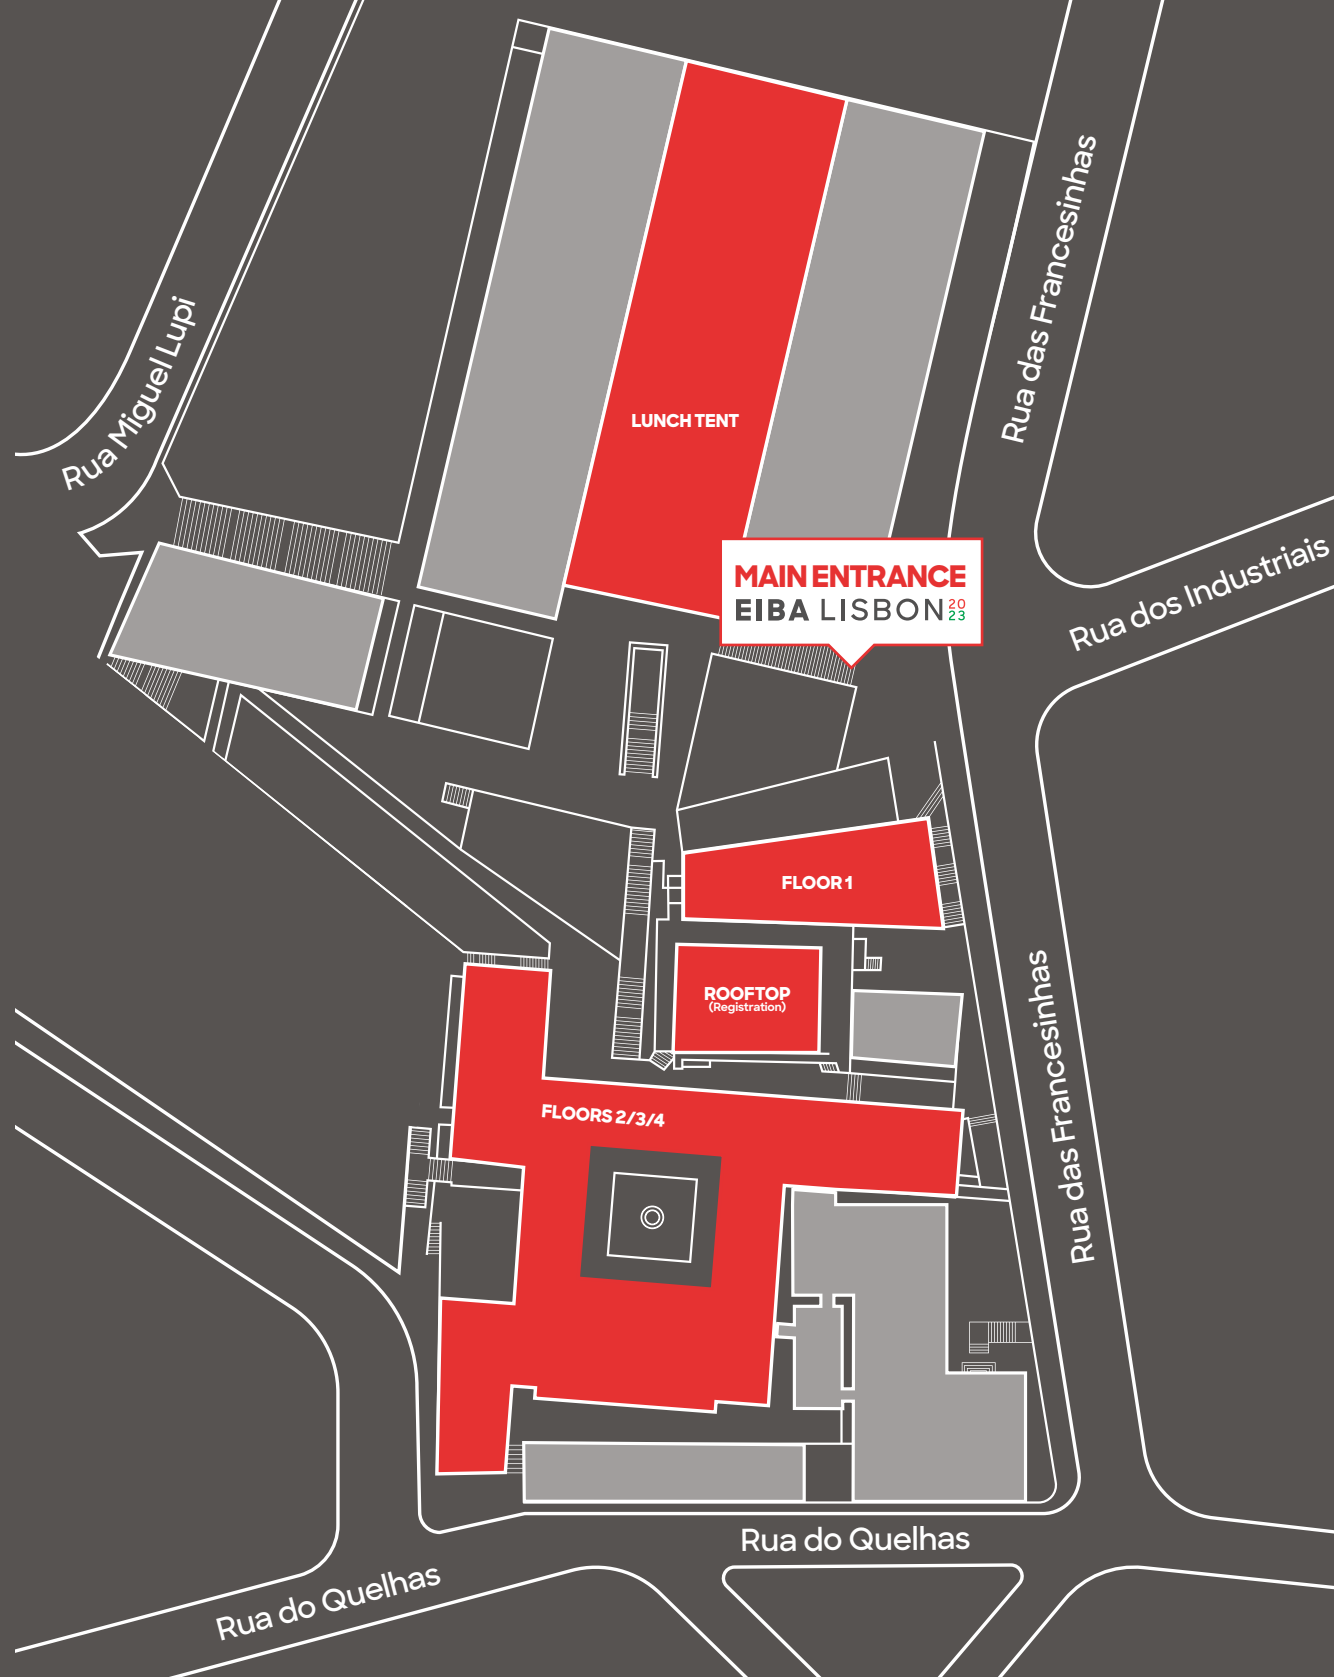 Rua das Francesinhas
Rua Miguel Lupi
LUNCH TENT
MAIN ENTRANCE
EIBA LISBON 20
23
Rua dos Industriais
FLOOR 1
ROOFTOP
(Registration)
Rua das Francesinhas
FLOORS 2/3/4
Rua do Quelhas
Rua do Quelhas